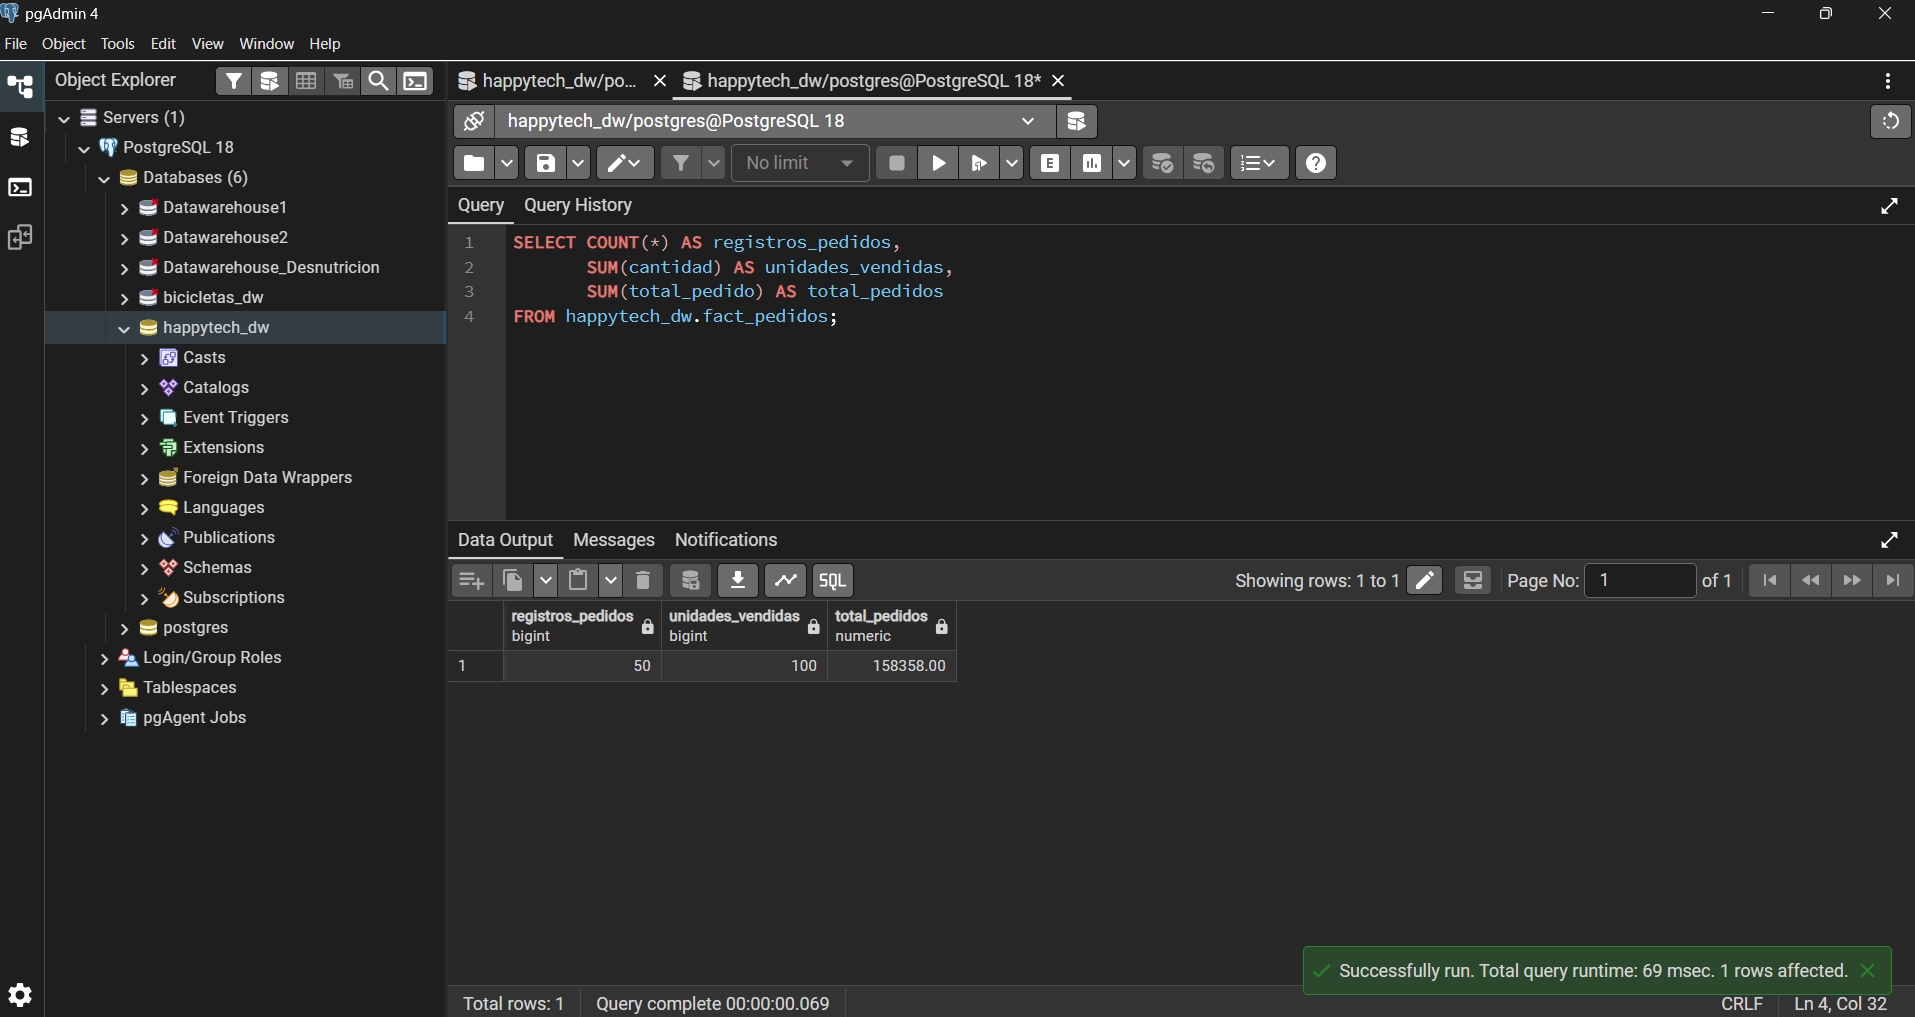 pgAdmin 4
File Object Tools Edit View Window Help
Object Explorer
Servers (1)
PostgreSQL 18
Databases (6)
Datawarehouse1
Datawarehouse2
Datawarehouse_Desnutricion
bicicletas_dw
happytech_dw
Casts
Catalogs
Event Triggers
Extensions
Foreign Data Wrappers
Languages
Publications
Schemas
Subscriptions
postgres
Login/Group Roles
Tablespaces
pgAgent Jobs
happytech_dw/po... happytech_dw/postgres@PostgreSQL 18*
happytech_dw/postgres@PostgreSQL 18
No limit
E
Query Query History
1 SELECT COUNT(*) AS registros_pedidos,
2 SUM(cantidad) AS unidades_vendidas,
3 SUM(total_pedido) AS total_pedidos
4 FROM happytech_dw.fact_pedidos;
Data Output Messages Notifications
SQL
Showing rows: 1 to 1
Page No: 1 of 1
registros_pedidos unidades_vendidas total_pedidos
bigint bigint numeric
1 50 100 158358.00
Successfully run. Total query runtime: 69 msec. 1 rows affected.
Total rows: 1 Query complete 00:00:00.069 CRLF Ln 4, Col 32